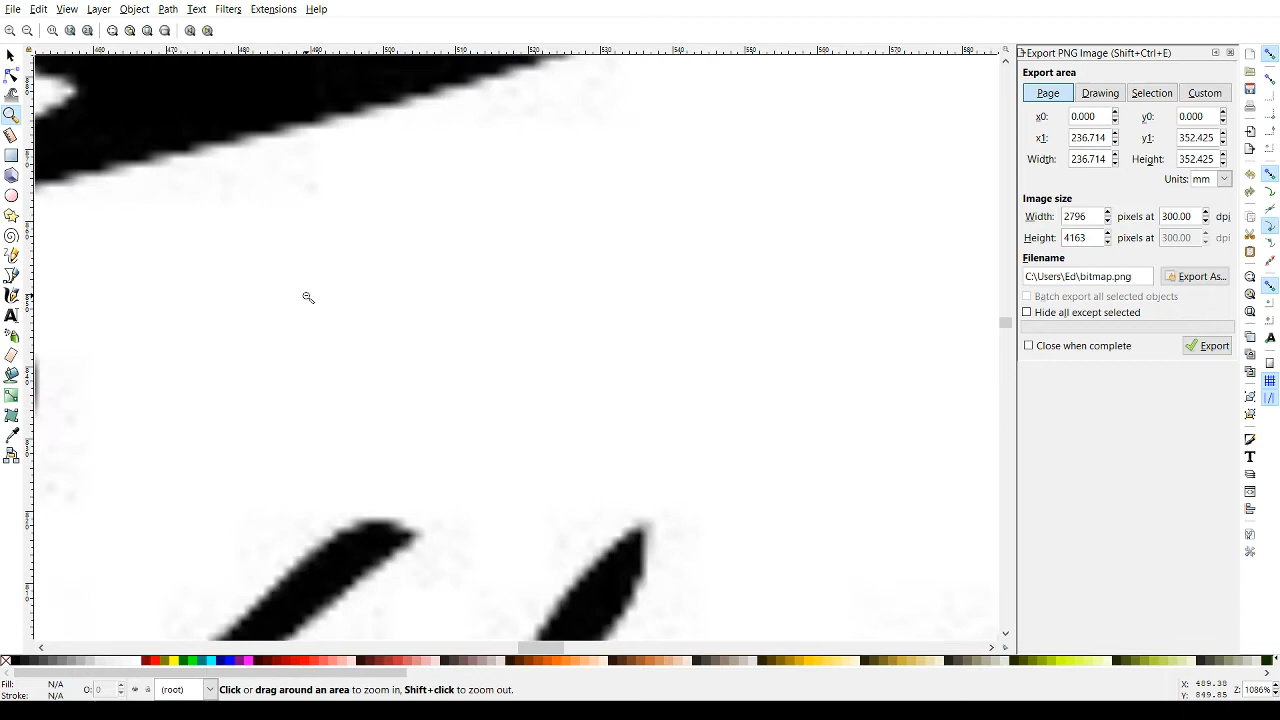 File Edit View Layer Object Path Text Filters Extensions Help
Export PNG Image (Shift+Ctrl+E)
Export area
Page Drawing Selection Custom
x0: 0.000 y0: 0.000
x1: 236.714 y1: 352.425
Width: 236.714 Height: 352.425
Units: mm
Image size
Width: 2796 pixels at 300.00 dpi
Height: 4163 pixels at 300.00 dpi
Filename
C:\Users\Ed\bitmap.png Export As...
Batch export all selected objects
Hide all except selected
Close when complete Export
Fill: N/A
Stroke: N/A
O: 0
(root)
Click or drag around an area to zoom in, Shift+click to zoom out.
X: 489.38
Y: 849.85
Z: 1086%